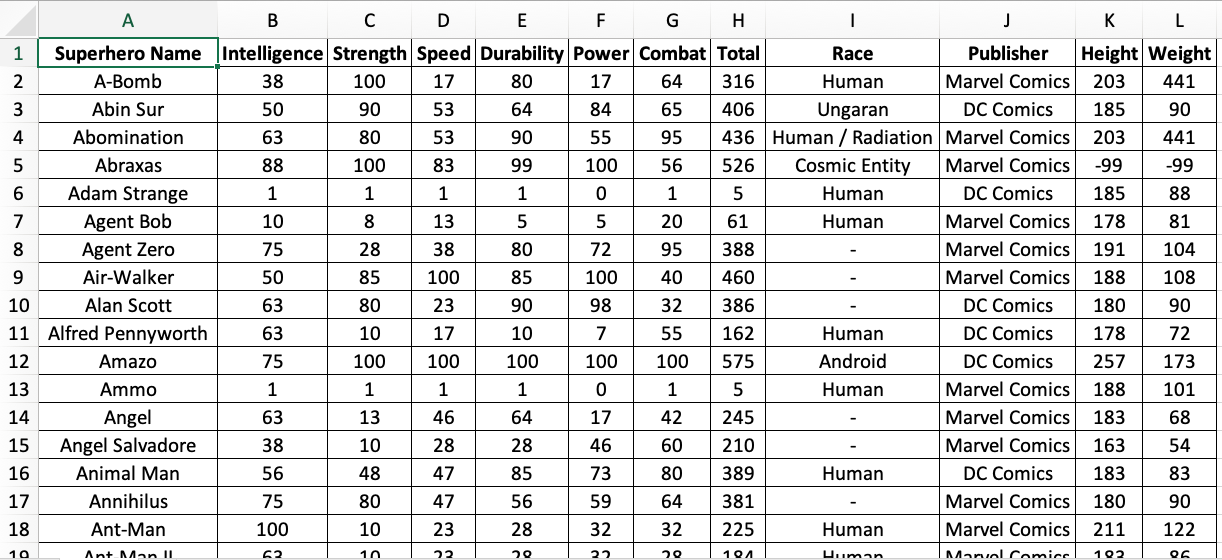 A B C D E F G H I J K L
1 Superhero Name Intelligence Strength Speed Durability Power Combat Total Race Publisher Height Weight
2 A-Bomb 38 100 17 80 17 64 316 Human Marvel Comics 203 441
3 Abin Sur 50 90 53 64 84 65 406 Ungaran DC Comics 185 90
4 Abomination 63 80 53 90 55 95 436 Human / Radiation Marvel Comics 203 441
5 Abraxas 88 100 83 99 100 56 526 Cosmic Entity Marvel Comics -99 -99
6 Adam Strange 1 1 1 1 0 1 5 Human DC Comics 185 88
7 Agent Bob 10 8 13 5 5 20 61 Human Marvel Comics 178 81
8 Agent Zero 75 28 38 80 72 95 388 - Marvel Comics 191 104
9 Air-Walker 50 85 100 85 100 40 460 - Marvel Comics 188 108
10 Alan Scott 63 80 23 90 98 32 386 - DC Comics 180 90
11 Alfred Pennyworth 63 10 17 10 7 55 162 Human DC Comics 178 72
12 Amazo 75 100 100 100 100 100 575 Android DC Comics 257 173
13 Ammo 1 1 1 1 0 1 5 Human Marvel Comics 188 101
14 Angel 63 13 46 64 17 42 245 - Marvel Comics 183 68
15 Angel Salvadore 38 10 28 28 46 60 210 - Marvel Comics 163 54
16 Animal Man 56 48 47 85 73 80 389 Human DC Comics 183 83
17 Annihilus 75 80 47 56 59 64 381 - Marvel Comics 180 90
18 Ant-Man 100 10 23 28 32 32 225 Human Marvel Comics 211 122
19 Ant-Man II 63 10 23 28 32 28 184 Human Marvel Comics 183 86